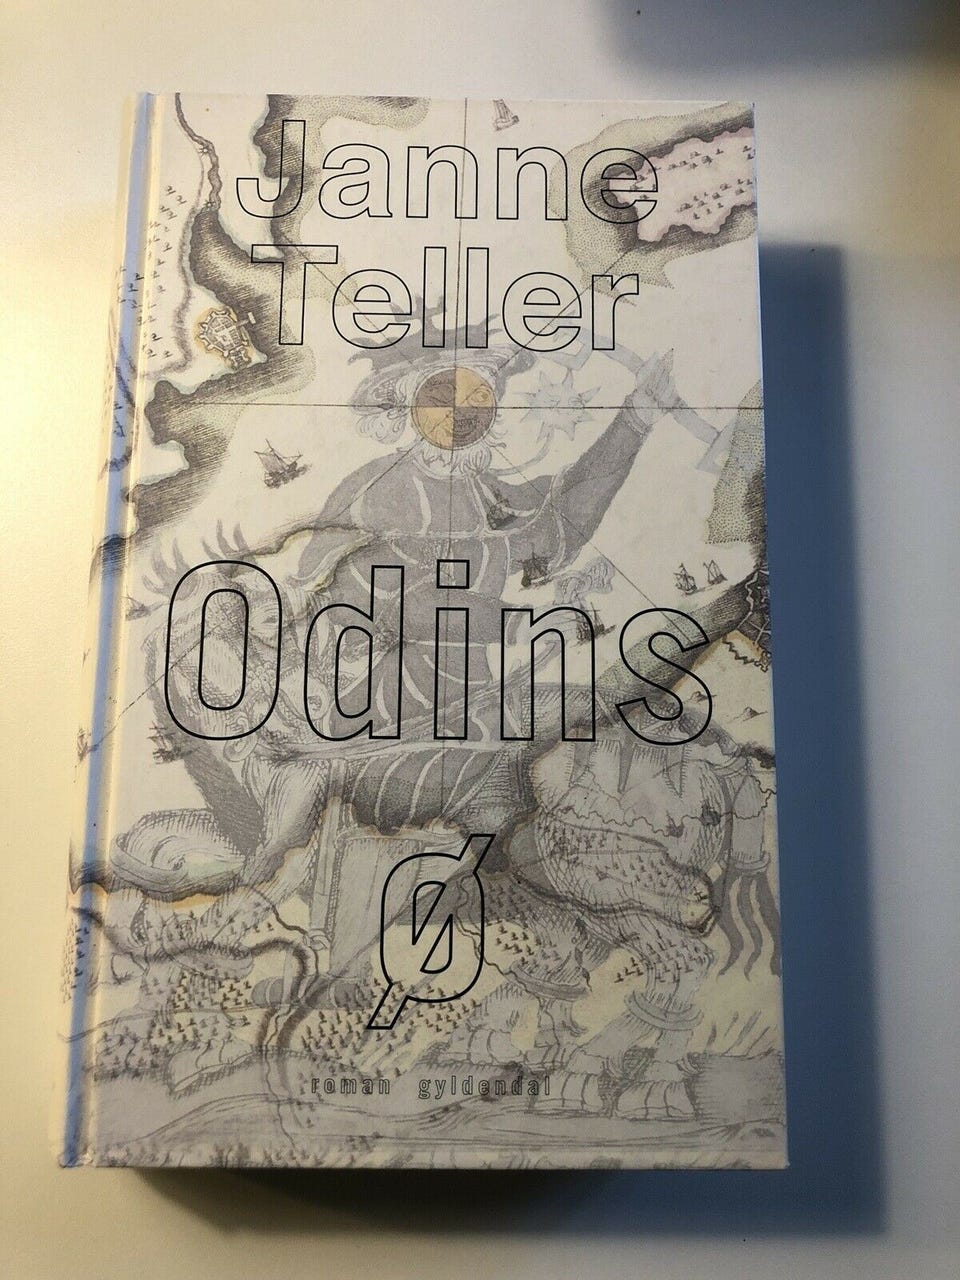 Janne
Teller
Odins
Ø
roman gyldendal